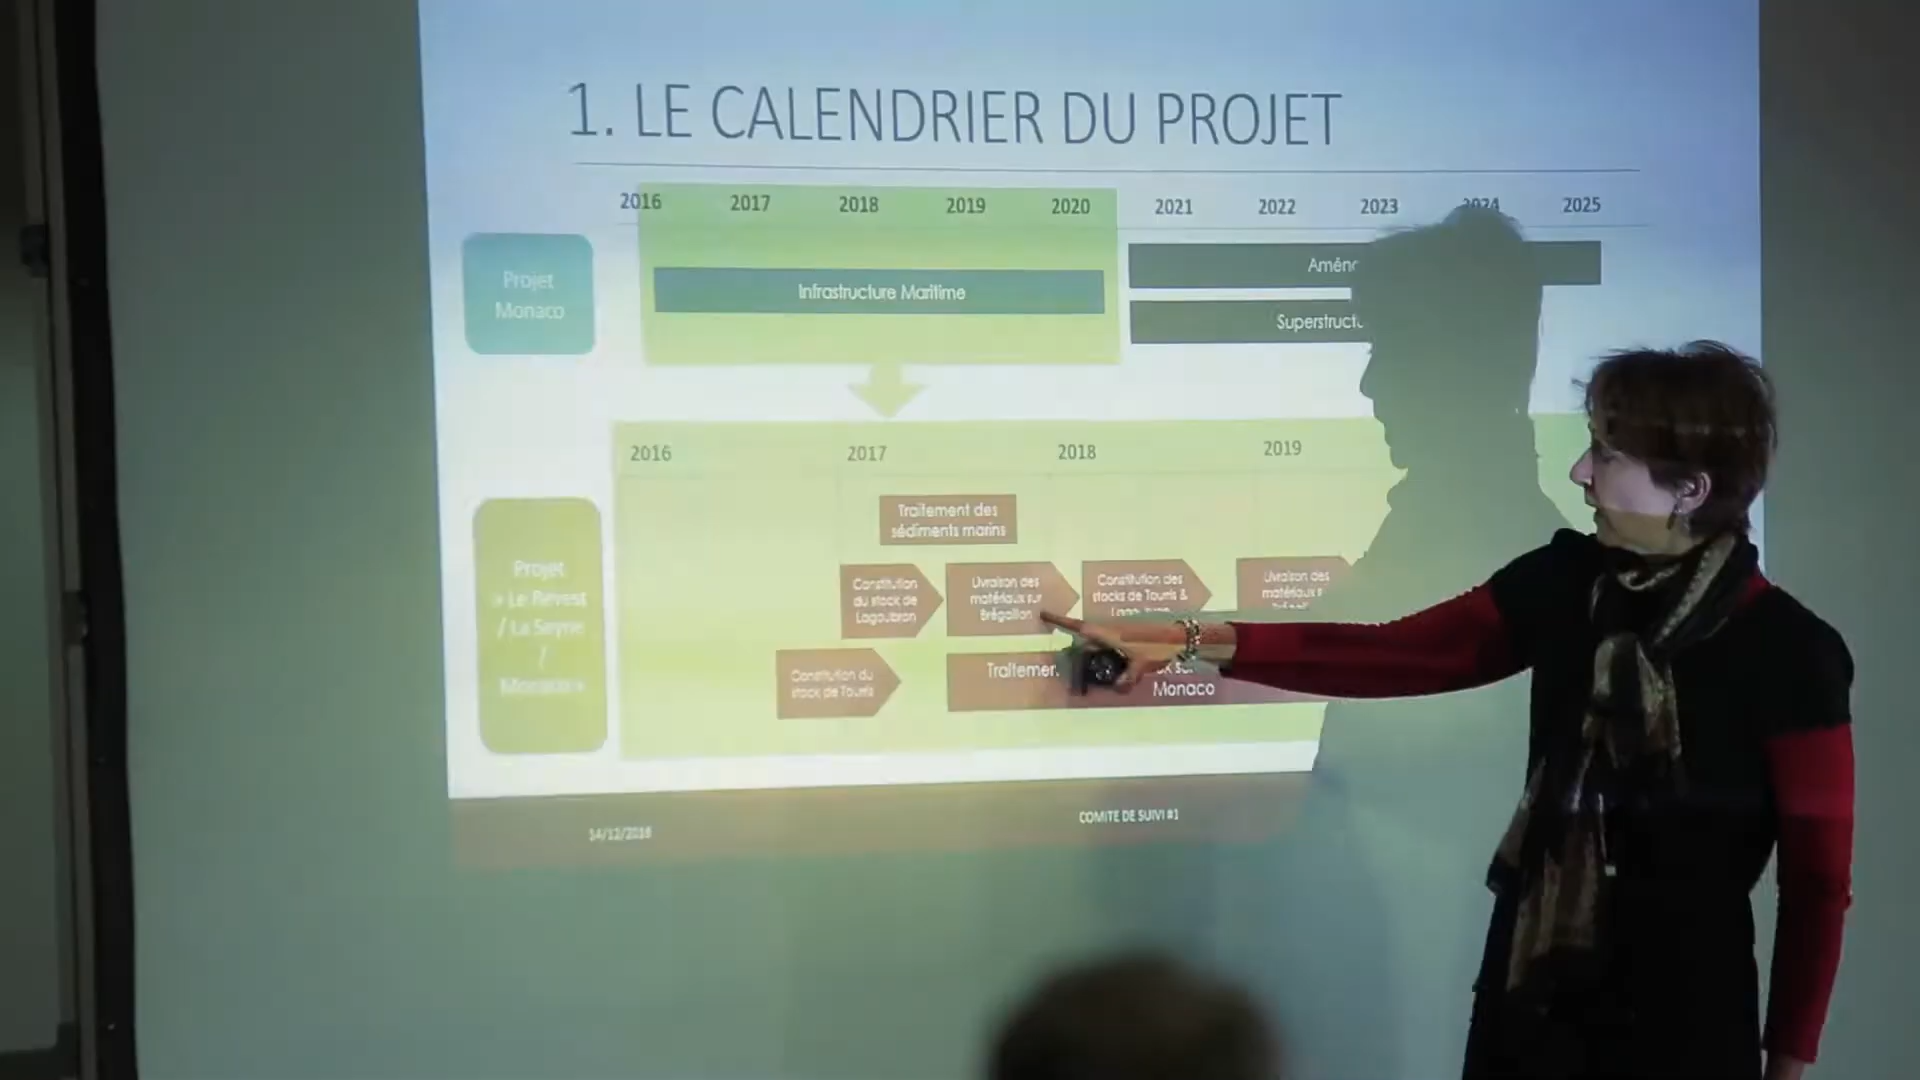 1. LE CALENDRIER DU PROJET
2016 2017 2018 2019 2020 2021 2022 2023 2024 2025
Projet
Monaco
Infrastructure Maritime
Aména
Superstructu
2016 2017 2018 2019
Projet
« Le Revest
/ La Seyne
/
Monaco »
Traitement des
sédiments marins
Constitution
du stock de
Lagoubran
Livraison des
matériaux sur
Brégaillon
Constitution des
stocks de Tourris &
Livraison des
matériaux s
Constitution du
stock de Tourris
Traitemen
Monaco
14/12/2016
COMITE DE SUIVI #1